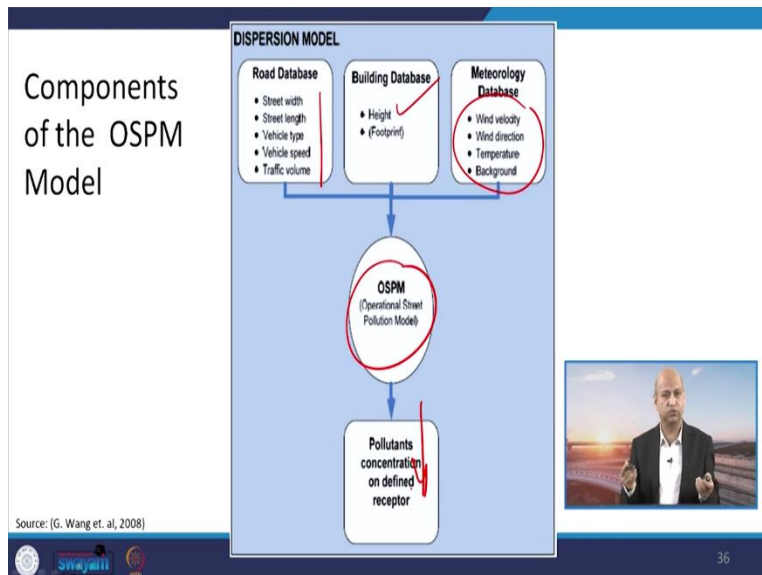 Components
of the OSPM
Model
DISPERSION MODEL
Road Database
• Street width
• Street length
• Vehicle type
• Vehicle speed
• Traffic volume
Building Database
• Height
• (Footprint)
Meteorology
Database
• Wind velocity
• Wind direction
• Temperature
• Background
OSPM
(Operational Street
Pollution Model)
Pollutants
concentration
on defined
receptor
Source: (G. Wang et. al, 2008)
swayam
36